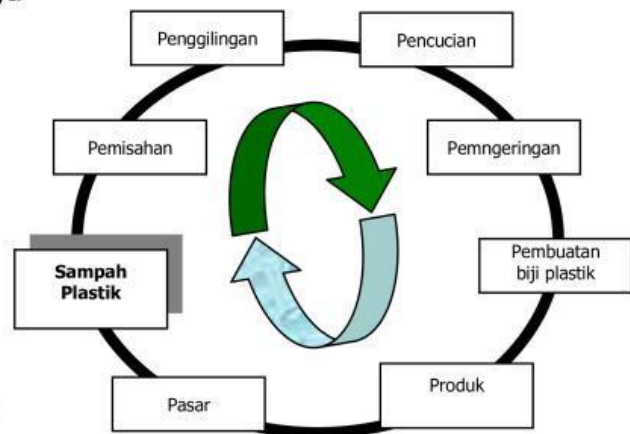 Penggilingan
Pencucian
Pemisahan
Pemngeringan
Sampah
Plastik
Pembuatan
biji plastik
Pasar
Produk